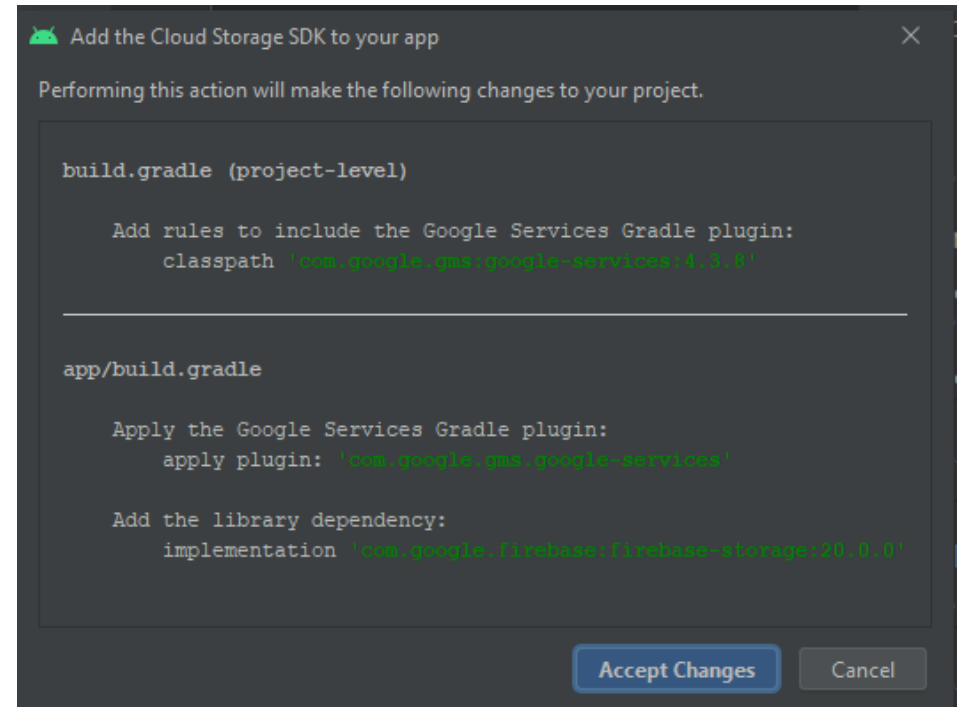 Add the Cloud Storage SDK to your app
Performing this action will make the following changes to your project.
build.gradle (project-level)
Add rules to include the Google Services Gradle plugin:
classpath 'com.google.gms:google-services:4.3.8'
app/build.gradle
Apply the Google Services Gradle plugin:
apply plugin: 'com.google.gms.google-services'
Add the library dependency:
implementation 'com.google.firebase:firebase-storage:20.0.0'
Accept Changes
Cancel